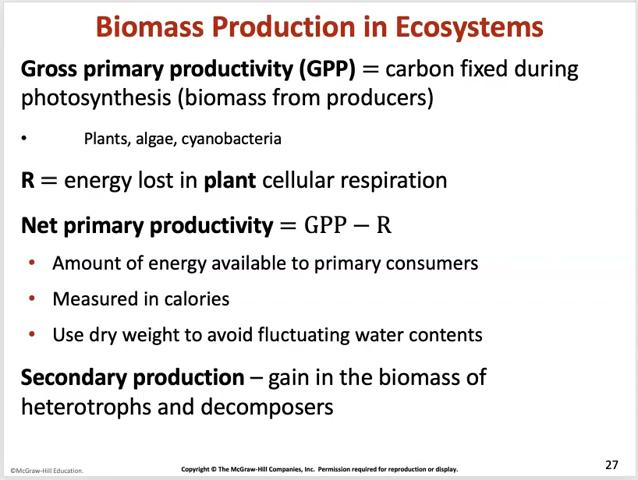 Biomass Production in Ecosystems
Gross primary productivity (GPP) = carbon fixed during
photosynthesis (biomass from producers)
• Plants, algae, cyanobacteria
R = energy lost in plant cellular respiration
Net primary productivity = GPP − R
• Amount of energy available to primary consumers
• Measured in calories
• Use dry weight to avoid fluctuating water contents
Secondary production – gain in the biomass of
heterotrophs and decomposers
27
©McGraw-Hill Education.
Copyright © The McGraw-Hill Companies, Inc. Permission required for reproduction or display.